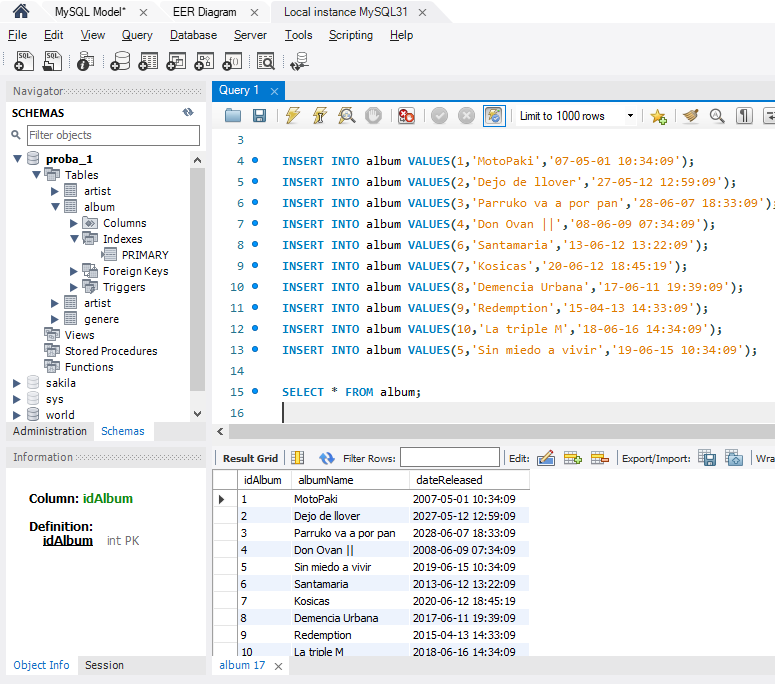 MySQL Model* × EER Diagram × Local instance MySQL31 ×
File Edit View Query Database Server Tools Scripting Help
Navigator
SCHEMAS
Filter objects
proba_1
Tables
artist
album
Columns
Indexes
PRIMARY
Foreign Keys
Triggers
artist
genere
Views
Stored Procedures
Functions
sakila
sys
world
Administration Schemas
Information
Column: idAlbum
Definition:
idAlbum int PK
Object Info Session
Query 1 ×
Limit to 1000 rows
3
4 INSERT INTO album VALUES(1,'MotoPaki','07-05-01 10:34:09');
5 INSERT INTO album VALUES(2,'Dejo de llover','27-05-12 12:59:09');
6 INSERT INTO album VALUES(3,'Parruko va a por pan','28-06-07 18:33:09');
7 INSERT INTO album VALUES(4,'Don Ovan ||','08-06-09 07:34:09');
8 INSERT INTO album VALUES(6,'Santamaria','13-06-12 13:22:09');
9 INSERT INTO album VALUES(7,'Kosicas','20-06-12 18:45:19');
10 INSERT INTO album VALUES(8,'Demencia Urbana','17-06-11 19:39:09');
11 INSERT INTO album VALUES(9,'Redemption','15-04-13 14:33:09');
12 INSERT INTO album VALUES(10,'La triple M','18-06-16 14:34:09');
13 INSERT INTO album VALUES(5,'Sin miedo a vivir','19-06-15 10:34:09');
14
15 SELECT * FROM album;
16
Result Grid Filter Rows: Edit: Export/Import: Wra
idAlbum albumName dateReleased
1 MotoPaki 2007-05-01 10:34:09
2 Dejo de llover 2027-05-12 12:59:09
3 Parruko va a por pan 2028-06-07 18:33:09
4 Don Ovan || 2008-06-09 07:34:09
5 Sin miedo a vivir 2019-06-15 10:34:09
6 Santamaria 2013-06-12 13:22:09
7 Kosicas 2020-06-12 18:45:19
8 Demencia Urbana 2017-06-11 19:39:09
9 Redemption 2015-04-13 14:33:09
10 La triple M 2018-06-16 14:34:09
album 17 ×